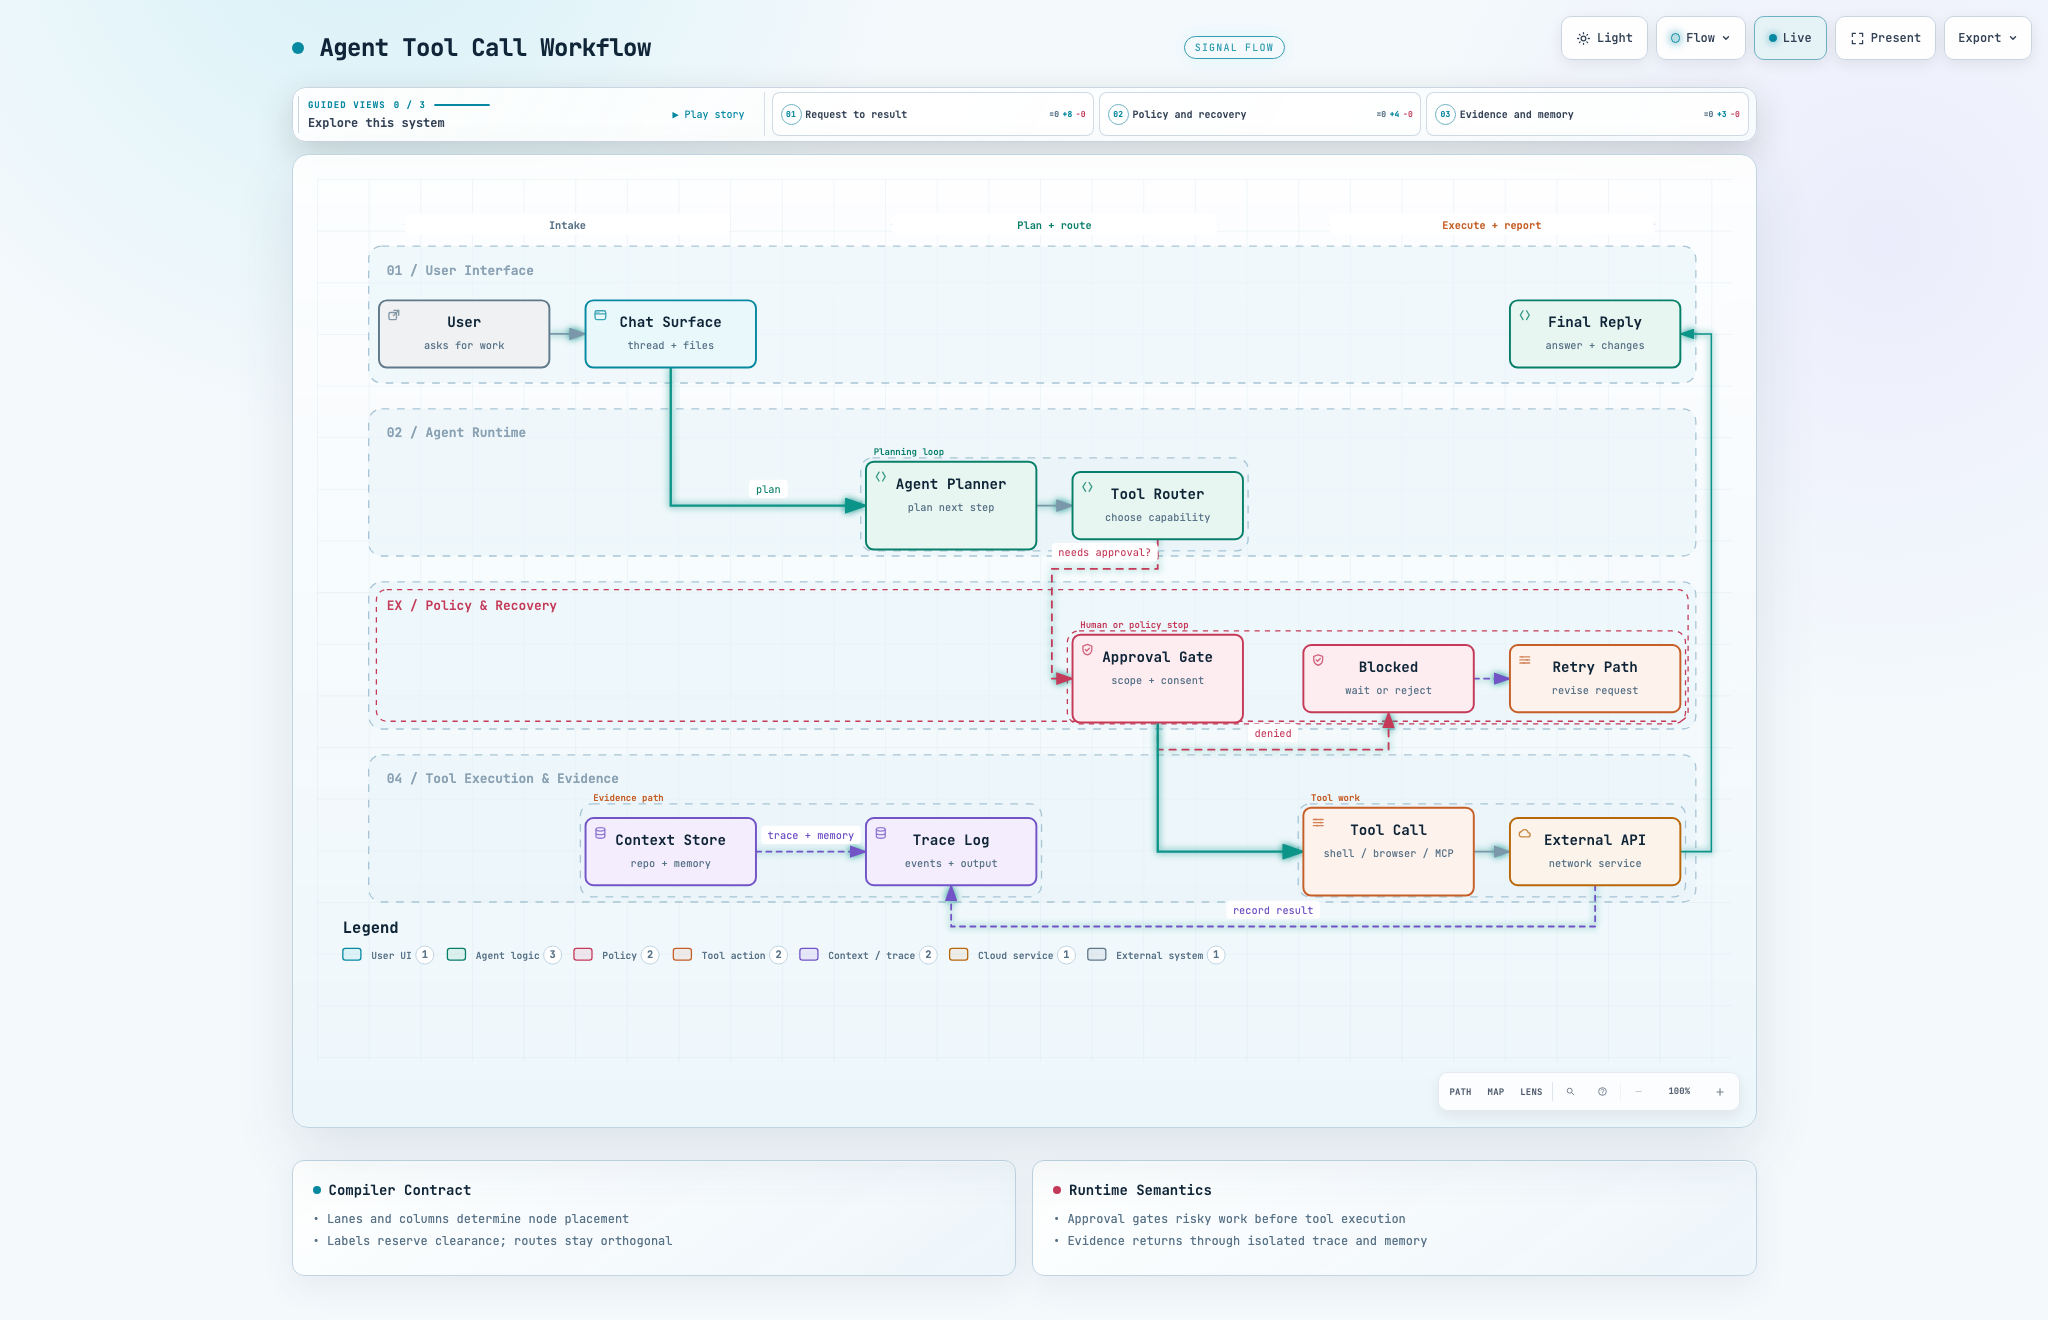 Agent Tool Call Workflow
SIGNAL FLOW
Light
Flow
Live
Present
Export
GUIDED VIEWS 0 / 3
Explore this system
▶ Play story
01 Request to result =0 +8 -0
02 Policy and recovery =0 +4 -0
03 Evidence and memory =0 +3 -0
Intake
Plan + route
Execute + report
01 / User Interface
User
asks for work
Chat Surface
thread + files
Final Reply
answer + changes
02 / Agent Runtime
Planning loop
Agent Planner
plan next step
Tool Router
choose capability
plan
needs approval?
EX / Policy & Recovery
Human or policy stop
Approval Gate
scope + consent
Blocked
wait or reject
Retry Path
revise request
denied
04 / Tool Execution & Evidence
Evidence path
Context Store
repo + memory
trace + memory
Trace Log
events + output
Tool work
Tool Call
shell / browser / MCP
External API
network service
record result
Legend
User UI 1
Agent logic 3
Policy 2
Tool action 2
Context / trace 2
Cloud service 1
External system 1
PATH
MAP
LENS
100%
Compiler Contract
• Lanes and columns determine node placement
• Labels reserve clearance; routes stay orthogonal
Runtime Semantics
• Approval gates risky work before tool execution
• Evidence returns through isolated trace and memory